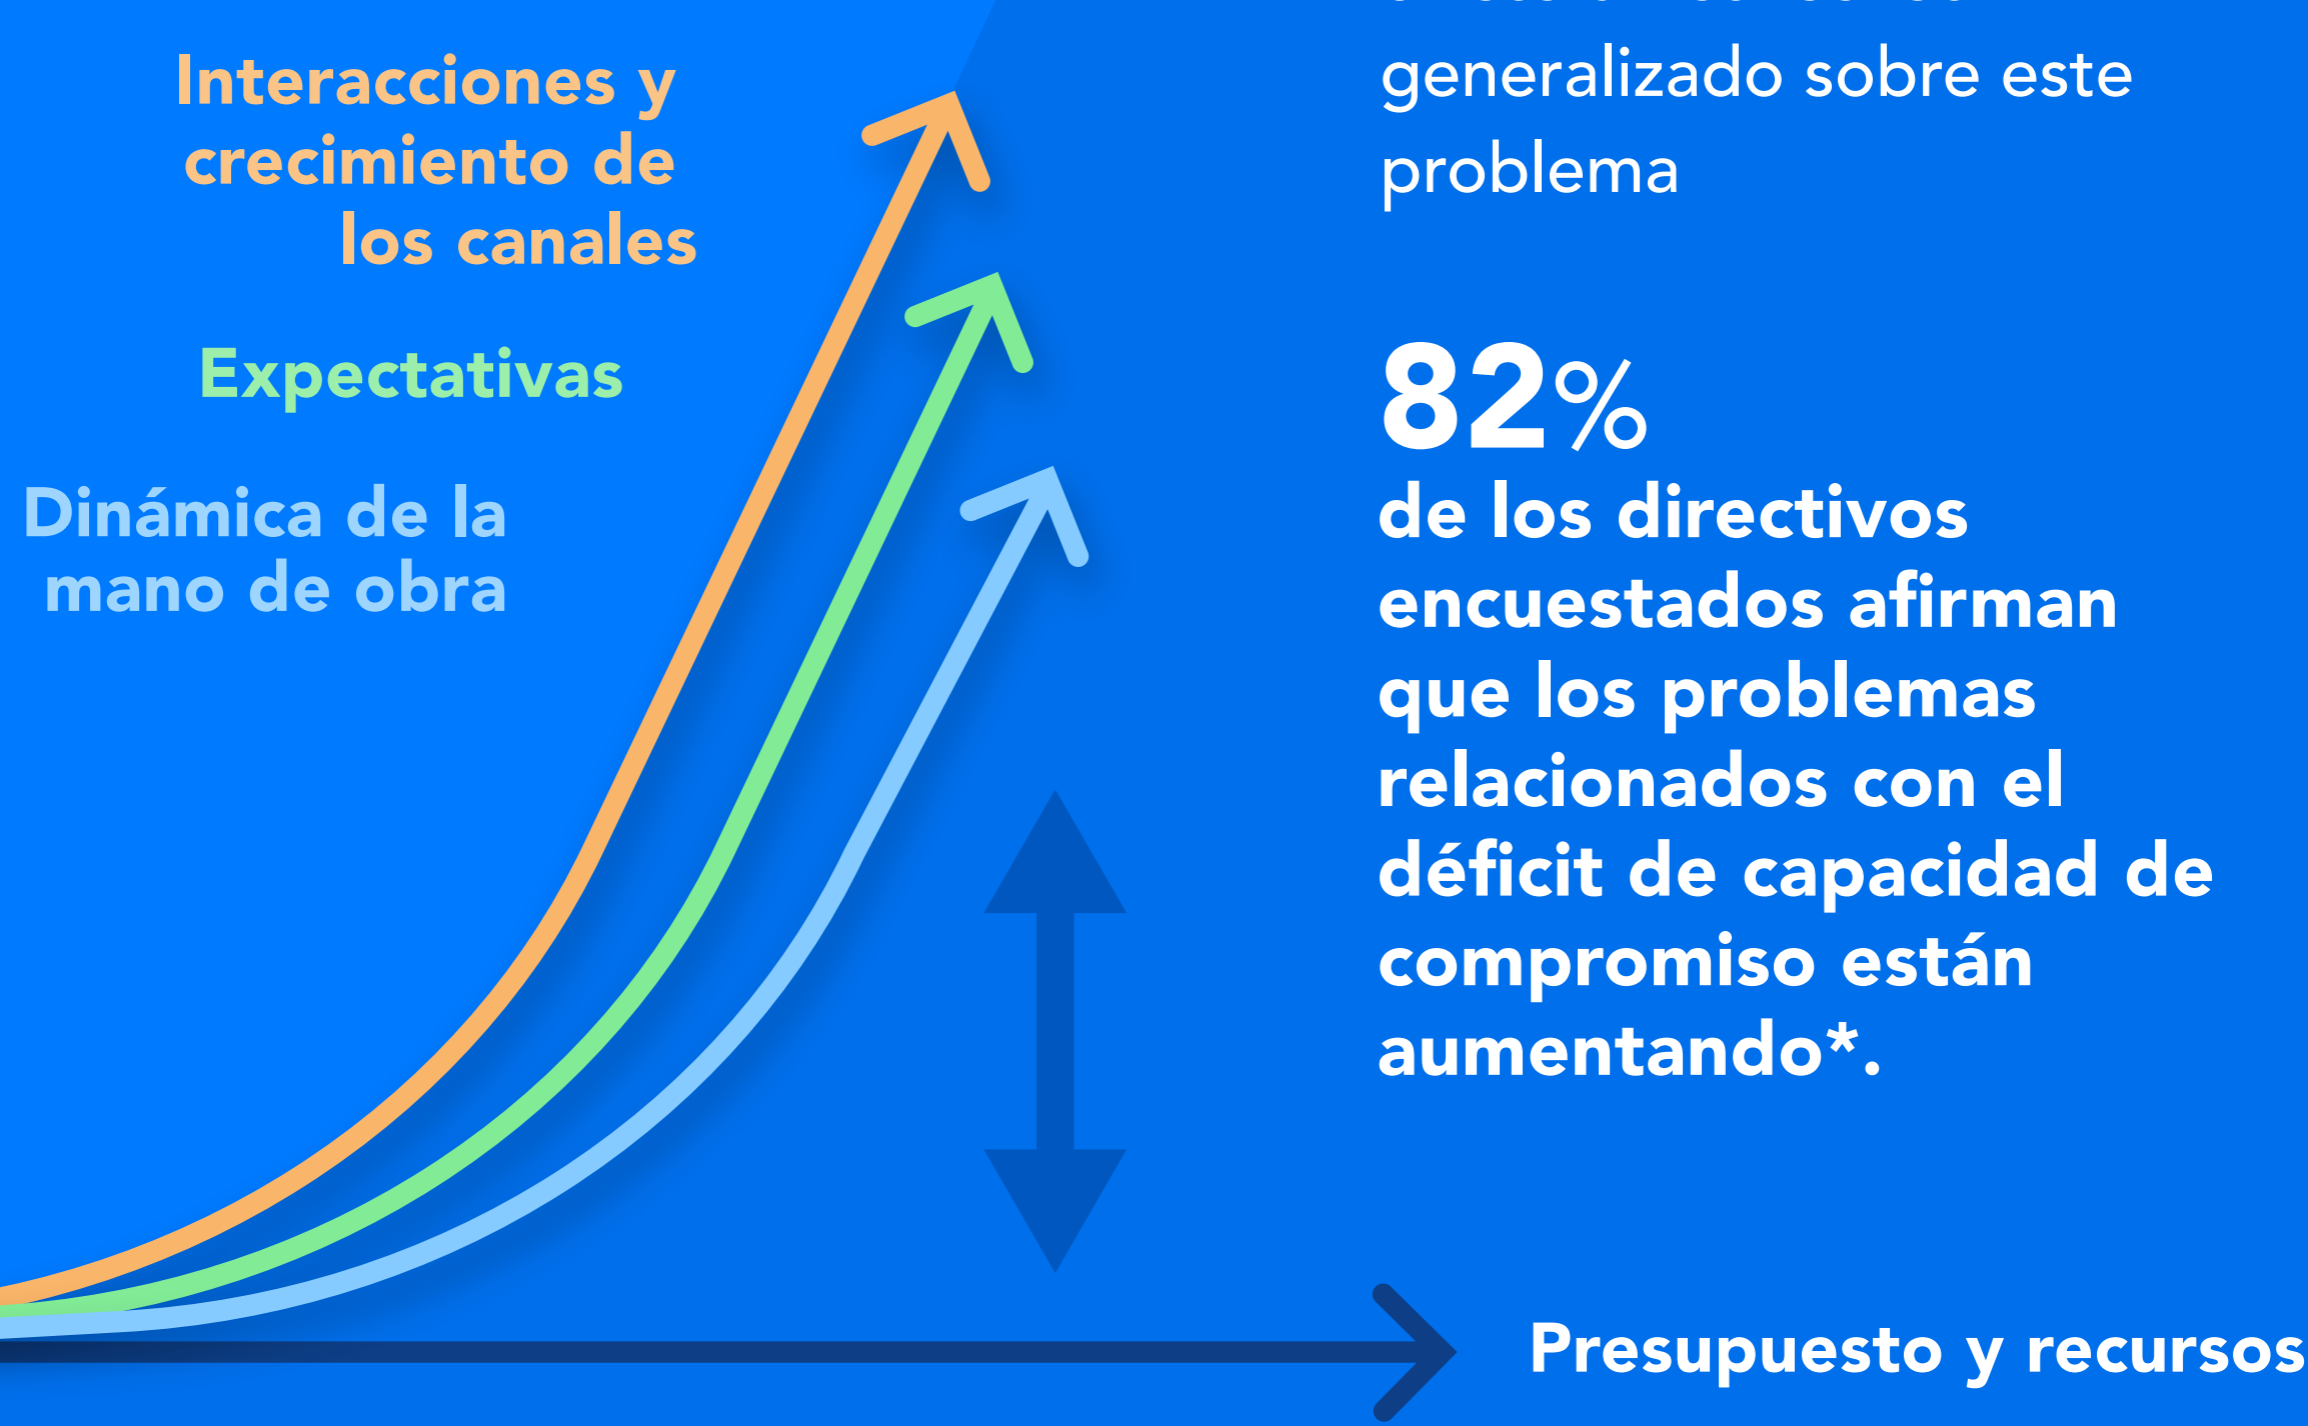 Interacciones y
crecimiento de
los canales
Expectativas
Dinámica de la
mano de obra
generalizado sobre este
problema
82%
de los directivos
encuestados afirman
que los problemas
relacionados con el
déficit de capacidad de
compromiso están
aumentando*.
Presupuesto y recursos